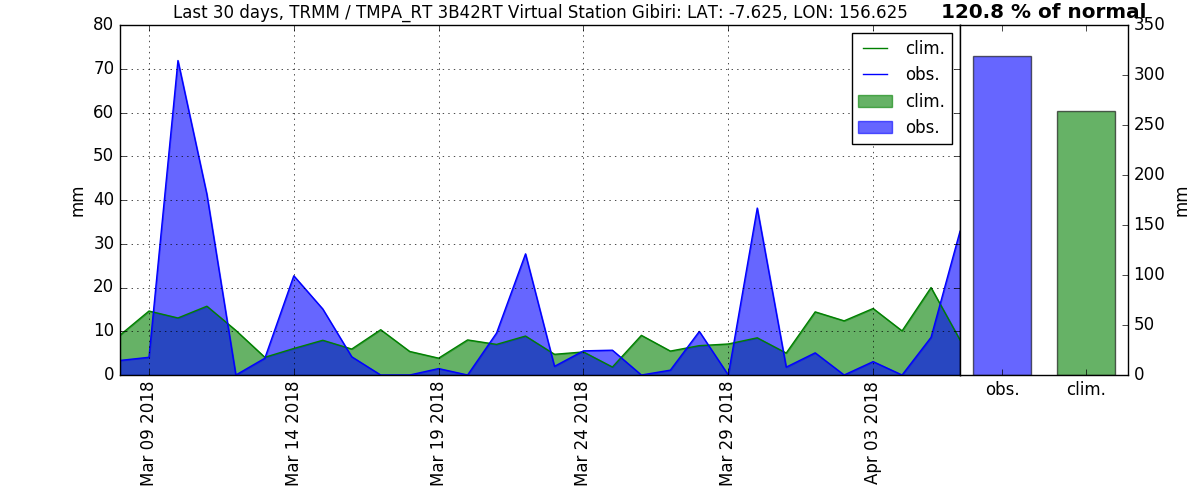 Last 30 days, TRMM / TMPA_RT 3B42RT Virtual Station Gibiri: LAT: -7.625, LON: 156.625
120.8 % of normal
80
70
60
50
40
30
20
10
0
mm
clim.
obs.
clim.
obs.
Mar 09 2018
Mar 14 2018
Mar 19 2018
Mar 24 2018
Mar 29 2018
Apr 03 2018
350
300
250
200
150
100
50
0
mm
obs.
clim.